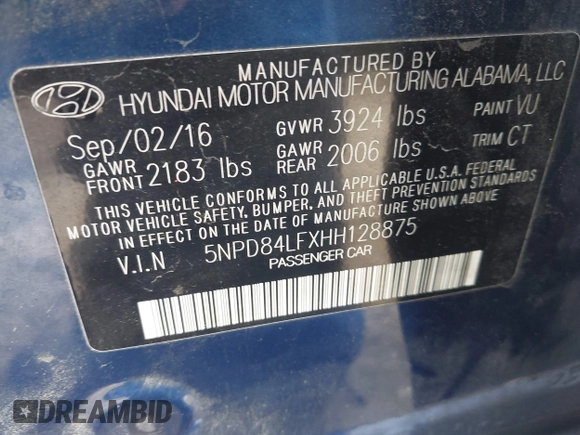 MANUFACTURED BY
HYUNDAI MOTOR MANUFACTURING ALABAMA, LLC
Sep/02/16 GVWR 3924 lbs PAINT VU
GAWR FRONT 2183 lbs GAWR REAR 2006 lbs TRIM CT
THIS VEHICLE CONFORMS TO ALL APPLICABLE U.S.A. FEDERAL
MOTOR VEHICLE SAFETY, BUMPER, AND THEFT PREVENTION STANDARDS
IN EFFECT ON THE DATE OF MANUFACTURE SHOWN ABOVE.
V.I.N 5NPD84LFXHH128875
PASSENGER CAR
DREAMBID